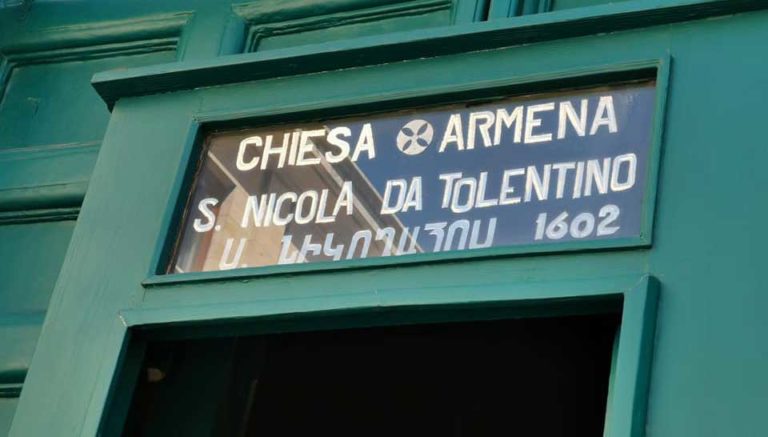 CHIESA ARMENA
S. NICOLA DA TOLENTINO
Ս. ՆԻԿՈՂԱՅՈՍ 1602